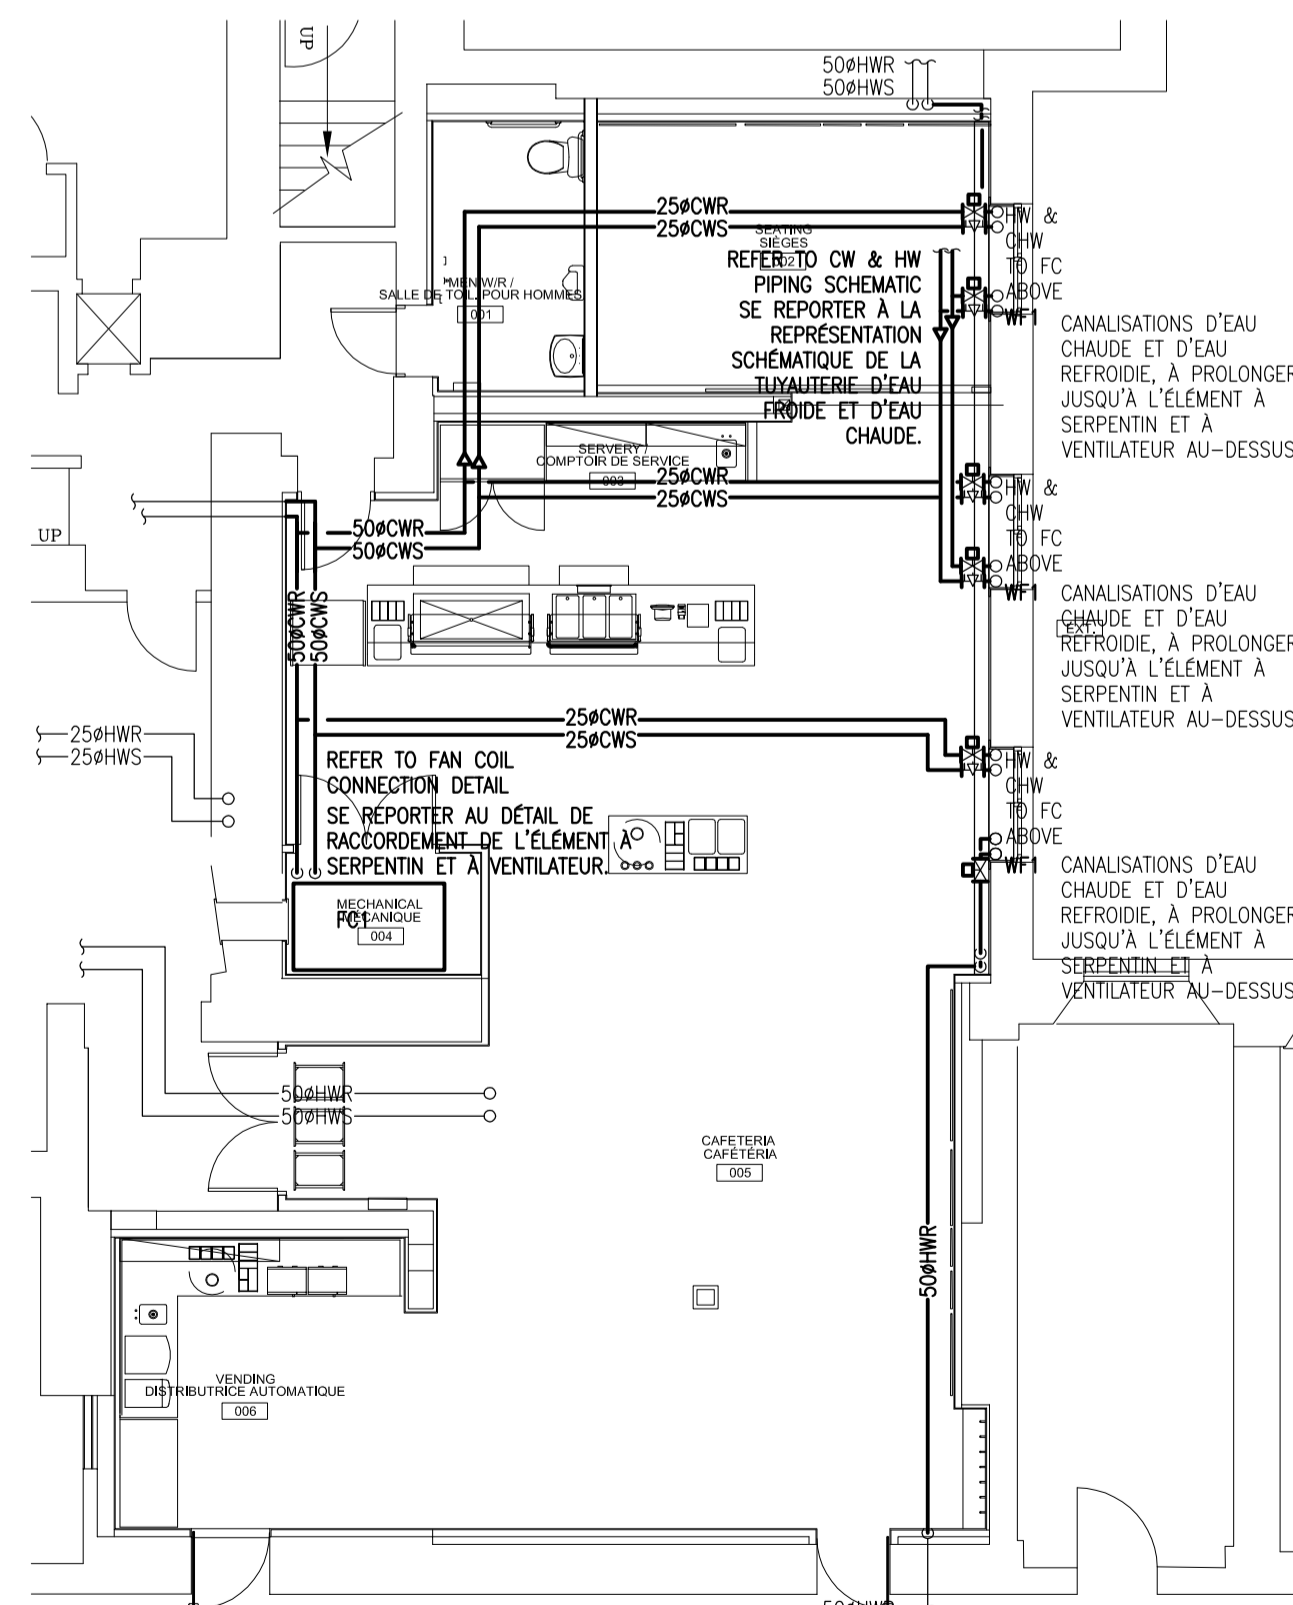 UP
50øHWR
50øHWS
25øCWR
25øCWS
SEATING
SIÈGES
002
HW &
CHW
TO FC
ABOVE
WF1
REFER TO CW & HW
PIPING SCHEMATIC
SE REPORTER À LA
REPRÉSENTATION
SCHÉMATIQUE DE LA
TUYAUTERIE D'EAU
FROIDE ET D'EAU
CHAUDE.
MEN W/R /
SALLE DE TOIL. POUR HOMMES
001
CANALISATIONS D'EAU
CHAUDE ET D'EAU
REFROIDIE, À PROLONGER
JUSQU'À L'ÉLÉMENT À
SERPENTIN ET À
VENTILATEUR AU-DESSUS
SERVERY /
COMPTOIR DE SERVICE
003
25øCWR
25øCWS
HW &
CHW
TO FC
ABOVE
WF1
UP
50øCWR
50øCWS
50øCWR
50øCWS
CANALISATIONS D'EAU
CHAUDE ET D'EAU
EXT.
REFROIDIE, À PROLONGER
JUSQU'À L'ÉLÉMENT À
SERPENTIN ET À
VENTILATEUR AU-DESSUS
25øHWR
25øHWS
25øCWR
25øCWS
HW &
CHW
TO FC
ABOVE
WF1
REFER TO FAN COIL
CONNECTION DETAIL
SE REPORTER AU DÉTAIL DE
RACCORDEMENT DE L'ÉLÉMENT À
SERPENTIN ET À VENTILATEUR.
CANALISATIONS D'EAU
CHAUDE ET D'EAU
REFROIDIE, À PROLONGER
JUSQU'À L'ÉLÉMENT À
SERPENTIN ET À
VENTILATEUR AU-DESSUS
MECHANICAL
MÉCANIQUE
FC1
004
50øHWR
50øHWS
CAFETERIA
CAFÉTÉRIA
005
50øHWR
VENDING
DISTRIBUTRICE AUTOMATIQUE
006
50øHWR